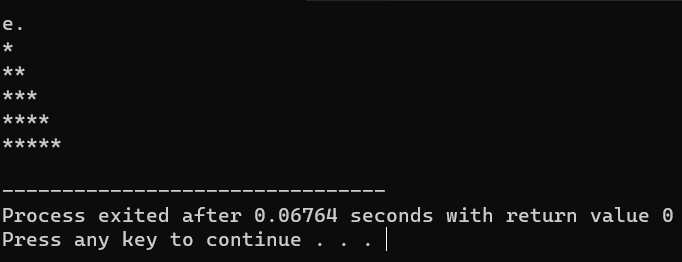 e.
*
**
***
****
*****
--------------------------------
Process exited after 0.06764 seconds with return value 0
Press any key to continue . . .